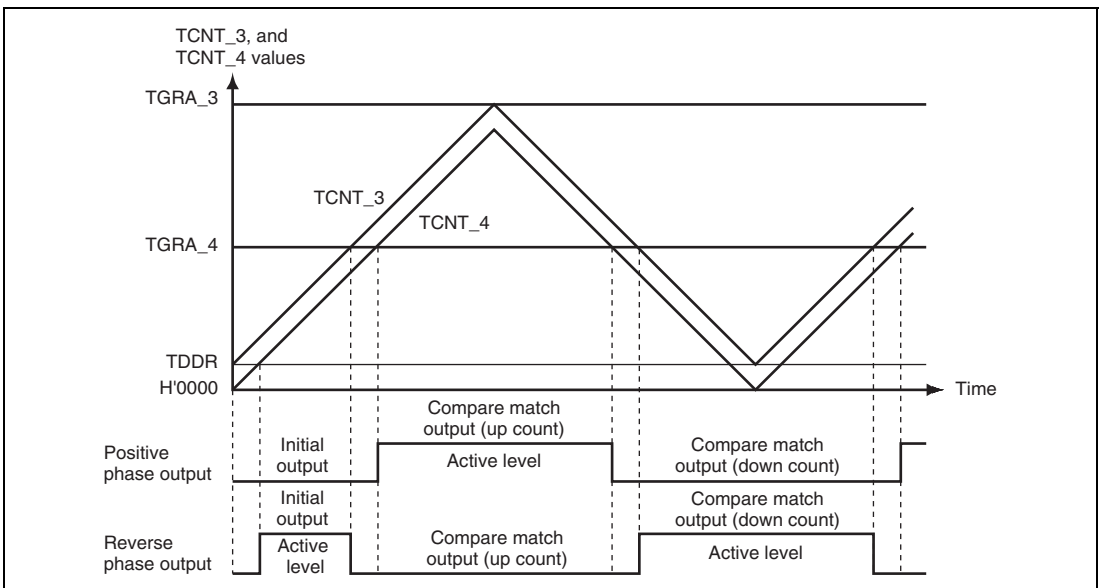 TCNT_3, and
TCNT_4 values
TGRA_3
TCNT_3
TCNT_4
TGRA_4
TDDR
H'0000
Time
Compare match
output (up count)
Positive
phase output
Initial
output
Active level
Compare match
output (down count)
Initial
output
Compare match
output (down count)
Reverse
phase output
Active
level
Compare match
output (up count)
Active level